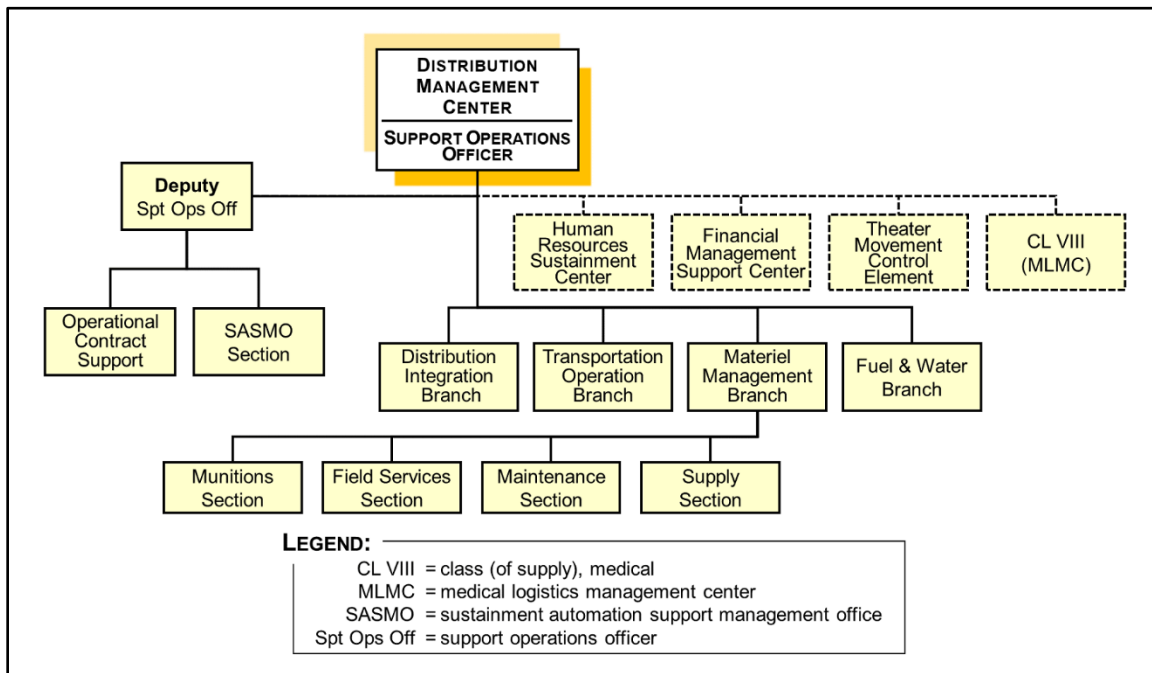 DISTRIBUTION
MANAGEMENT
CENTER
SUPPORT OPERATIONS
OFFICER
Deputy
Spt Ops Off
Human
Resources
Sustainment
Center
Financial
Management
Support Center
Theater
Movement
Control
Element
CL VIII
(MLMC)
Operational
Contract
Support
SASMO
Section
Distribution
Integration
Branch
Transportation
Operation
Branch
Materiel
Management
Branch
Fuel & Water
Branch
Munitions
Section
Field Services
Section
Maintenance
Section
Supply
Section
LEGEND:
CL VIII = class (of supply), medical
MLMC = medical logistics management center
SASMO = sustainment automation support management office
Spt Ops Off = support operations officer